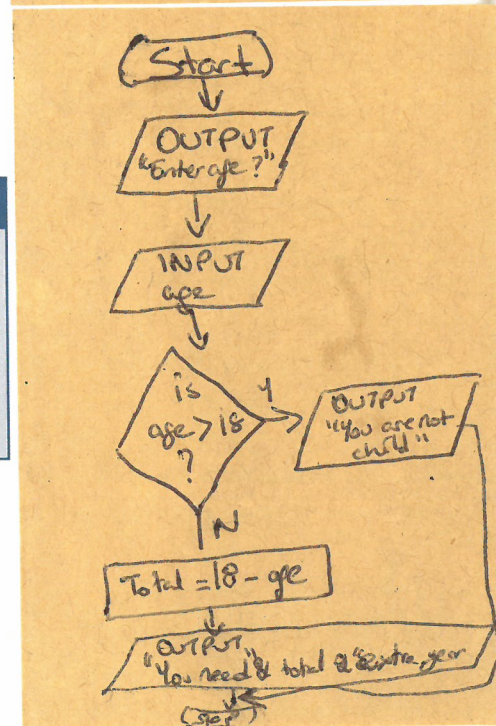 Start
OUTPUT
"Enter age?"
INPUT
age
is
age > 18
?
Y
OUTPUT
"You are not
child"
N
Total = 18 - age
OUTPUT
"You need & total & " extra year
Stop